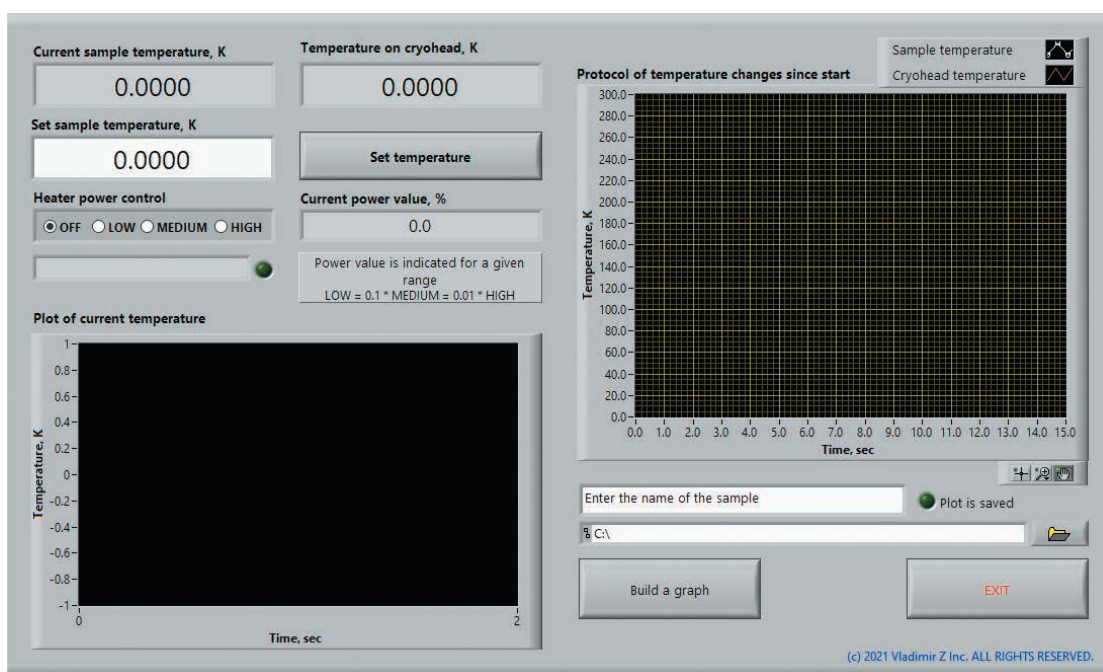 Current sample temperature, K
0.0000
Temperature on cryohead, K
0.0000
Set sample temperature, K
0.0000
Set temperature
Heater power control
OFF LOW MEDIUM HIGH
Current power value, %
0.0
Power value is indicated for a given
range
LOW = 0.1 * MEDIUM = 0.01 * HIGH
Plot of current temperature
Temperature, K
1
0.8
0.6
0.4
0.2
0
-0.2
-0.4
-0.6
-0.8
-1
0 2
Time, sec
Protocol of temperature changes since start
Sample temperature
Cryohead temperature
Temperature, K
300.0
280.0
260.0
240.0
220.0
200.0
180.0
160.0
140.0
120.0
100.0
80.0
60.0
40.0
20.0
0.0
0.0 1.0 2.0 3.0 4.0 5.0 6.0 7.0 8.0 9.0 10.0 11.0 12.0 13.0 14.0 15.0
Time, sec
Enter the name of the sample
Plot is saved
C:\
Build a graph
EXIT
(c) 2021 Vladimir Z Inc. ALL RIGHTS RESERVED.